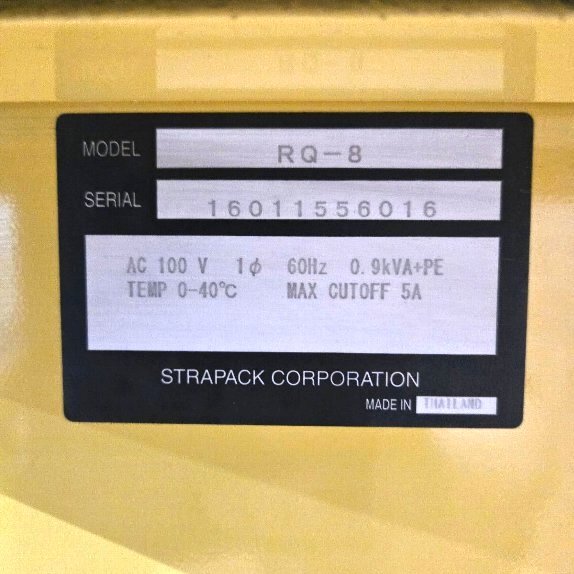 MODEL RQ-8
SERIAL 16011556016
AC 100 V 1φ 60Hz 0.9kVA+PE
TEMP 0-40℃ MAX CUTOFF 5A
STRAPACK CORPORATION
MADE IN THAILAND